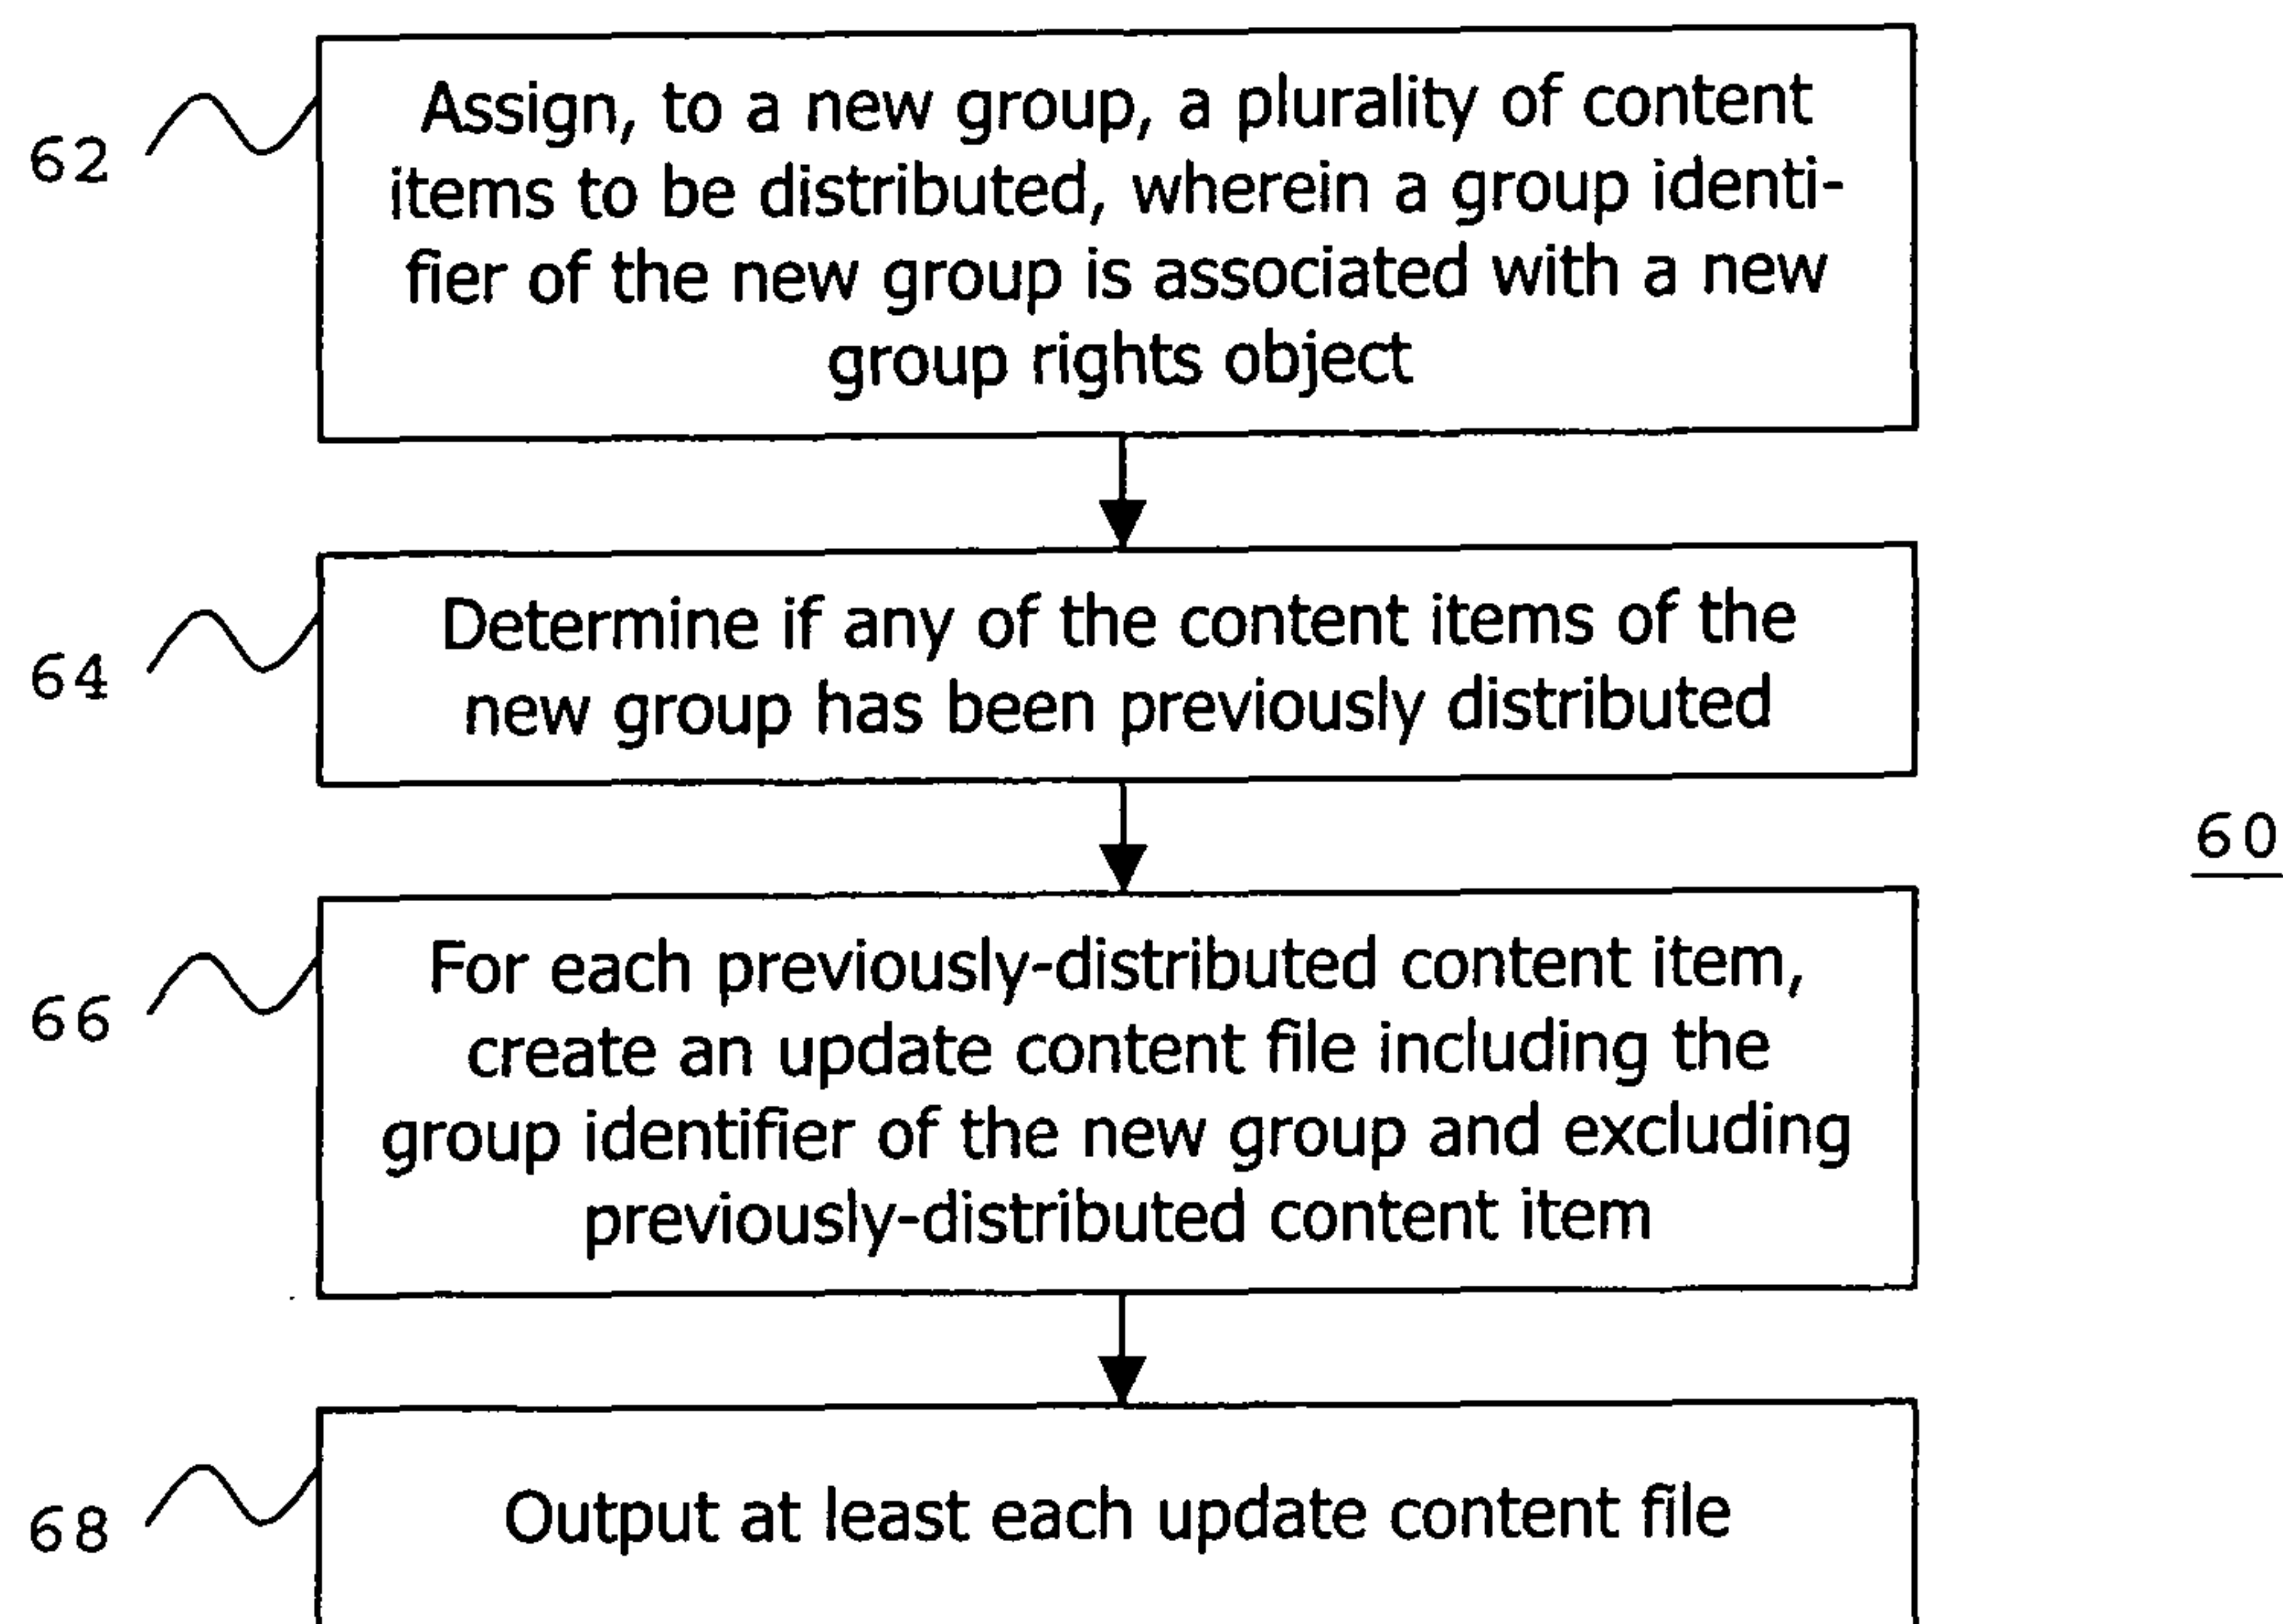 Assign, to a new group, a plurality of content
items to be distributed, wherein a group identi-
fier of the new group is associated with a new
group rights object
62
Determine if any of the content items of the
new group has been previously distributed
64
60
For each previously-distributed content item,
create an update content file including the
group identifier of the new group and excluding
previously-distributed content item
66
Output at least each update content file
68